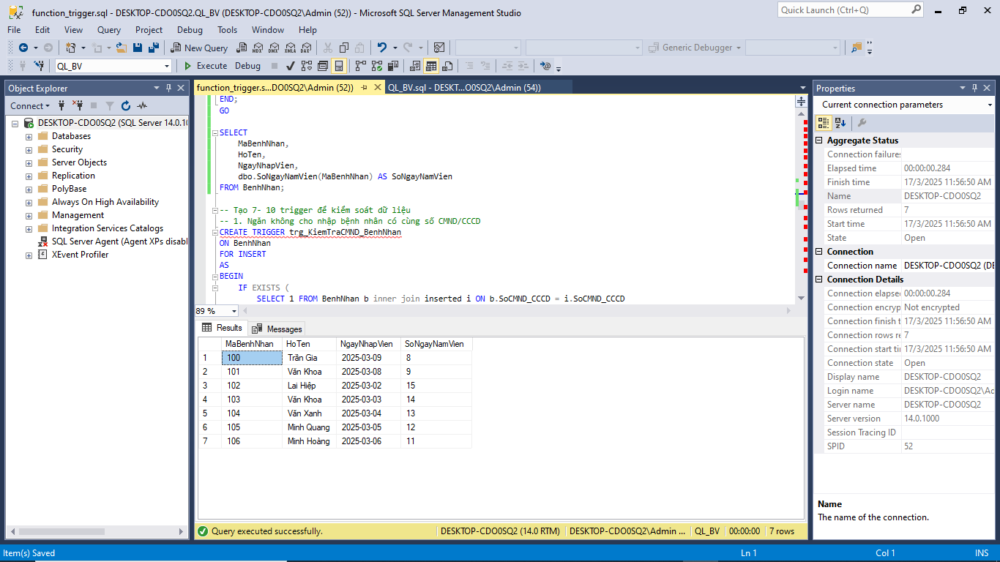 function_trigger.sql - DESKTOP-CDO0SQ2.QL_BV (DESKTOP-CDO0SQ2\Admin (52)) - Microsoft SQL Server Management Studio
Quick Launch (Ctrl+Q)
File Edit View Query Project Debug Tools Window Help
New Query MDX DMX XMLA DAX Generic Debugger
QL_BV Execute Debug
Object Explorer
Connect
DESKTOP-CDO0SQ2 (SQL Server 14.0.10
Databases
Security
Server Objects
Replication
PolyBase
Always On High Availability
Management
Integration Services Catalogs
SQL Server Agent (Agent XPs disabl
XEvent Profiler
function_trigger.s...DO0SQ2\Admin (52)) QL_BV.sql - DESKT...O0SQ2\Admin (54))
END;
GO
SELECT
MaBenhNhan,
HoTen,
NgayNhapVien,
dbo.SoNgayNamVien(MaBenhNhan) AS SoNgayNamVien
FROM BenhNhan;
-- Tạo 7- 10 trigger để kiểm soát dữ liệu
-- 1. Ngăn không cho nhập bệnh nhân có cùng số CMND/CCCD
CREATE TRIGGER trg_KiemTraCMND_BenhNhan
ON BenhNhan
FOR INSERT
AS
BEGIN
IF EXISTS (
SELECT 1 FROM BenhNhan b inner join inserted i ON b.SoCMND_CCCD = i.SoCMND_CCCD
89 %
Results Messages
MaBenhNhan HoTen NgayNhapVien SoNgayNamVien
1 100 Trần Gia 2025-03-09 8
2 101 Văn Khoa 2025-03-08 9
3 102 Lai Hiệp 2025-03-02 15
4 103 Văn Khoa 2025-03-03 14
5 104 Văn Xanh 2025-03-04 13
6 105 Minh Quang 2025-03-05 12
7 106 Minh Hoàng 2025-03-06 11
Query executed successfully. DESKTOP-CDO0SQ2 (14.0 RTM) DESKTOP-CDO0SQ2\Admin ... QL_BV 00:00:00 7 rows
Properties
Current connection parameters
Aggregate Status
Connection failures
Elapsed time 00:00:00.284
Finish time 17/3/2025 11:56:50 AM
Name DESKTOP-CDO0SQ2
Rows returned 7
Start time 17/3/2025 11:56:50 AM
State Open
Connection
Connection name DESKTOP-CDO0SQ2 (DE
Connection Details
Connection elapse 00:00:00.284
Connection encryp Not encrypted
Connection finish t 17/3/2025 11:56:50 AM
Connection rows re 7
Connection start ti 17/3/2025 11:56:50 AM
Connection state Open
Display name DESKTOP-CDO0SQ2
Login name DESKTOP-CDO0SQ2\Ac
Server name DESKTOP-CDO0SQ2
Server version 14.0.1000
Session Tracing ID
SPID 52
Name
The name of the connection.
Item(s) Saved Ln 1 Col 1 INS